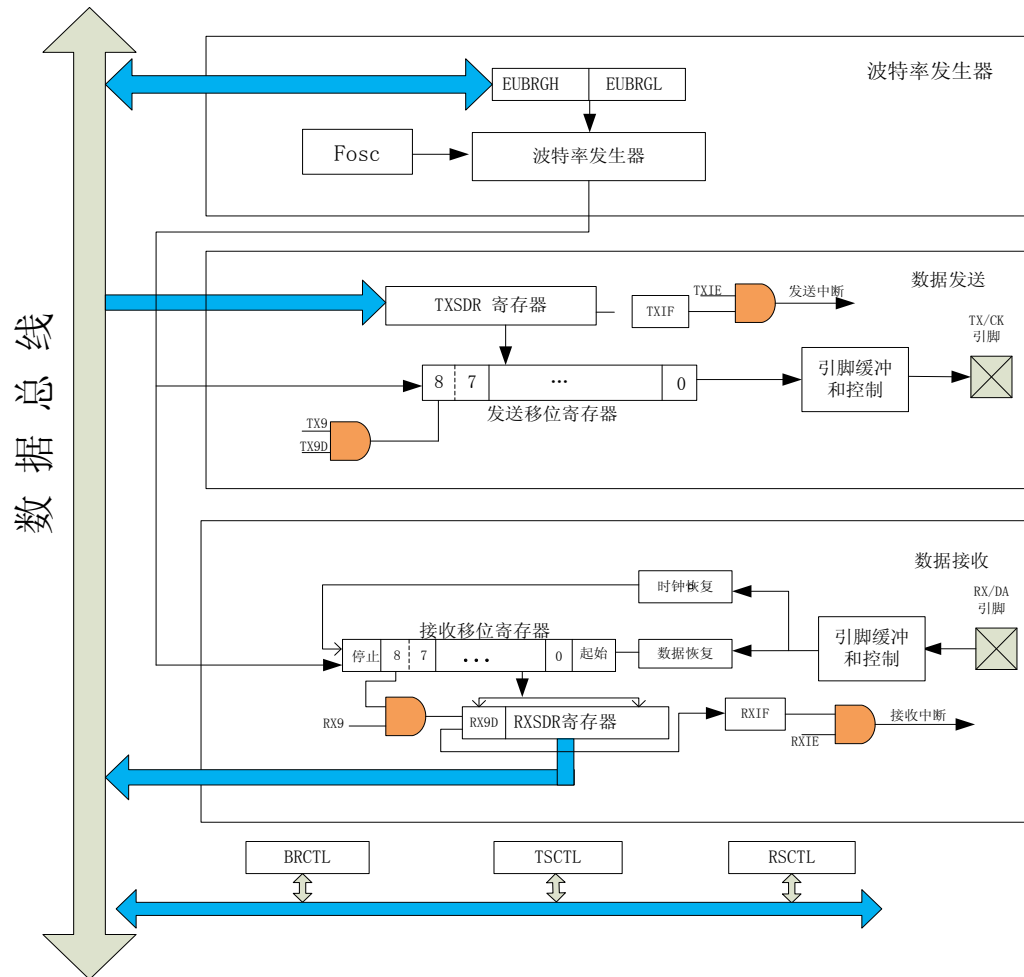 数据总线
波特率发生器
EUBRGH
EUBRGL
Fosc
波特率发生器
数据发送
TXSDR 寄存器
TXIF
TXIE
发送中断
TX/CK
引脚
8
7
...
0
发送移位寄存器
引脚缓冲
和控制
TX9
TX9D
数据接收
时钟恢复
RX/DA
引脚
接收移位寄存器
停止
8
7
...
0
起始
数据恢复
引脚缓冲
和控制
RX9
RX9D
RXSDR寄存器
RXIF
RXIE
接收中断
BRCTL
TSCTL
RSCTL